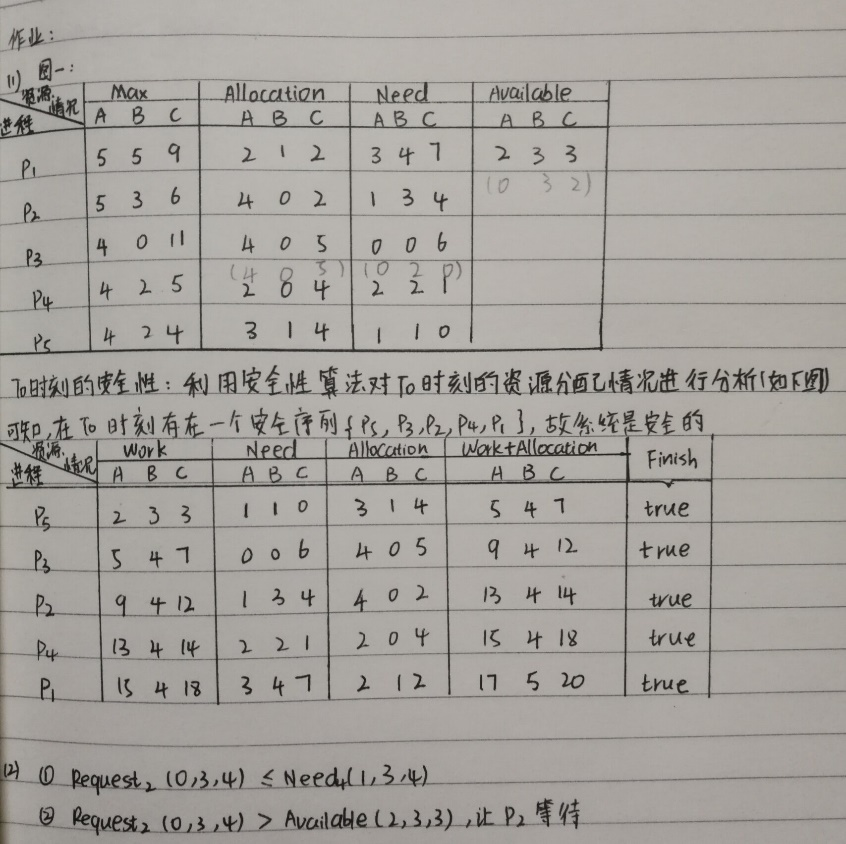 作业:
(1) 图一:
资源情况 Max Allocation Need Available
进程 A B C A B C A B C A B C
P1 5 5 9 2 1 2 3 4 7 2 3 3
(0 3 2)
P2 5 3 6 4 0 2 1 3 4
P3 4 0 11 4 0 5 0 0 6
(4 0 5) (0 2 0)
P4 4 2 5 2 0 4 2 2 1
P5 4 2 4 3 1 4 1 1 0
T0时刻的安全性: 利用安全性算法对T0时刻的资源分配情况进行分析(如下图)
可知,在T0时刻存在一个安全序列{P5,P3,P2,P4,P1},故系统是安全的
资源情况 Work Need Allocation Work+Allocation Finish
进程 A B C A B C A B C A B C
P5 2 3 3 1 1 0 3 1 4 5 4 7 true
P3 5 4 7 0 0 6 4 0 5 9 4 12 true
P2 9 4 12 1 3 4 4 0 2 13 4 14 true
P4 13 4 14 2 2 1 2 0 4 15 4 18 true
P1 15 4 18 3 4 7 2 1 2 17 5 20 true
(2) ① Request2 (0,3,4) ≤ Need4(1,3,4)
② Request2 (0,3,4) > Available(2,3,3),让P2等待